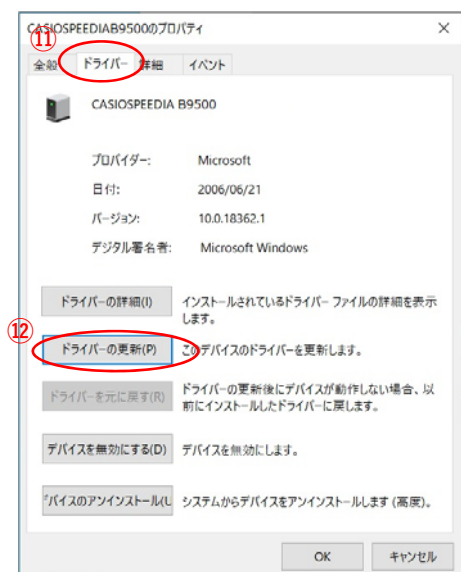 CASIOSPEEDIAB9500のプロパティ
⑪
全般 ドライバー 詳細 イベント
CASIOSPEEDIA B9500
プロバイダー: Microsoft
日付: 2006/06/21
バージョン: 10.0.18362.1
デジタル署名者: Microsoft Windows
ドライバーの詳細(I) インストールされているドライバー ファイルの詳細を表示
します。
⑫
ドライバーの更新(P) このデバイスのドライバーを更新します。
ドライバーを元に戻す(R) ドライバーの更新後にデバイスが動作しない場合、以
前にインストールしたドライバーに戻します。
デバイスを無効にする(D) デバイスを無効にします。
デバイスのアンインストール(U システムからデバイスをアンインストールします (高度)。
OK キャンセル